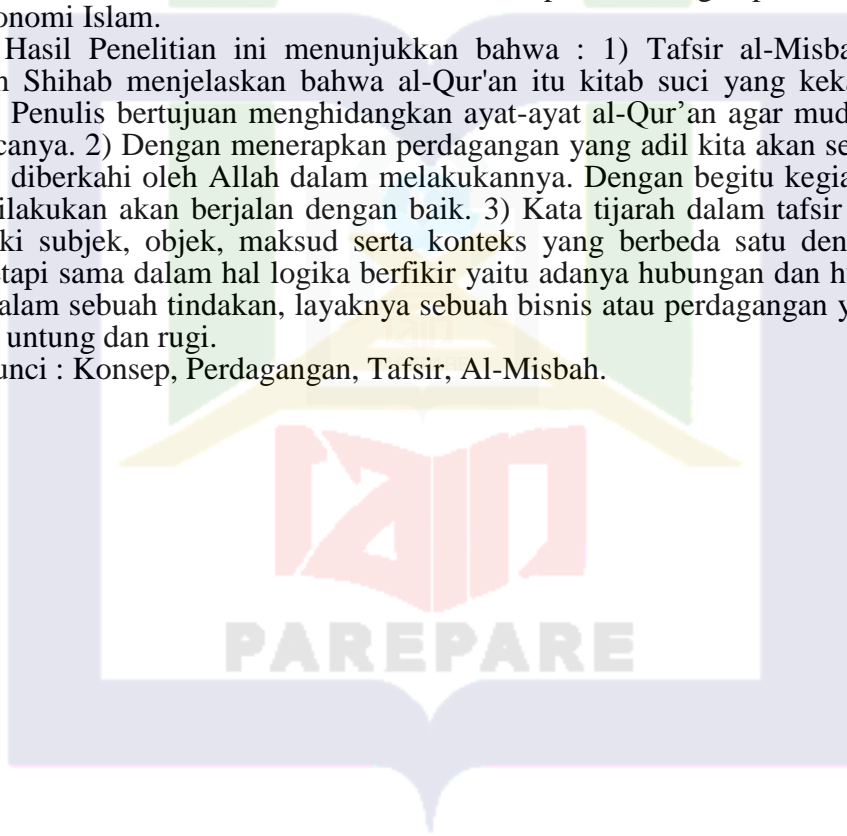 onomi Islam.
Hasil Penelitian ini menunjukkan bahwa : 1) Tafsir al-Misba
Shihab menjelaskan bahwa al-Qur'an itu kitab suci yang keka
Penulis bertujuan menghidangkan ayat-ayat al-Qur’an agar mud
canya. 2) Dengan menerapkan perdagangan yang adil kita akan se
diberkahi oleh Allah dalam melakukannya. Dengan begitu kegia
ilakukan akan berjalan dengan baik. 3) Kata tijarah dalam tafsir
ki subjek, objek, maksud serta konteks yang berbeda satu den
etapi sama dalam hal logika berfikir yaitu adanya hubungan dan h
alam sebuah tindakan, layaknya sebuah bisnis atau perdagangan y
untung dan rugi.
unci : Konsep, Perdagangan, Tafsir, Al-Misbah.
iain
PAREPARE